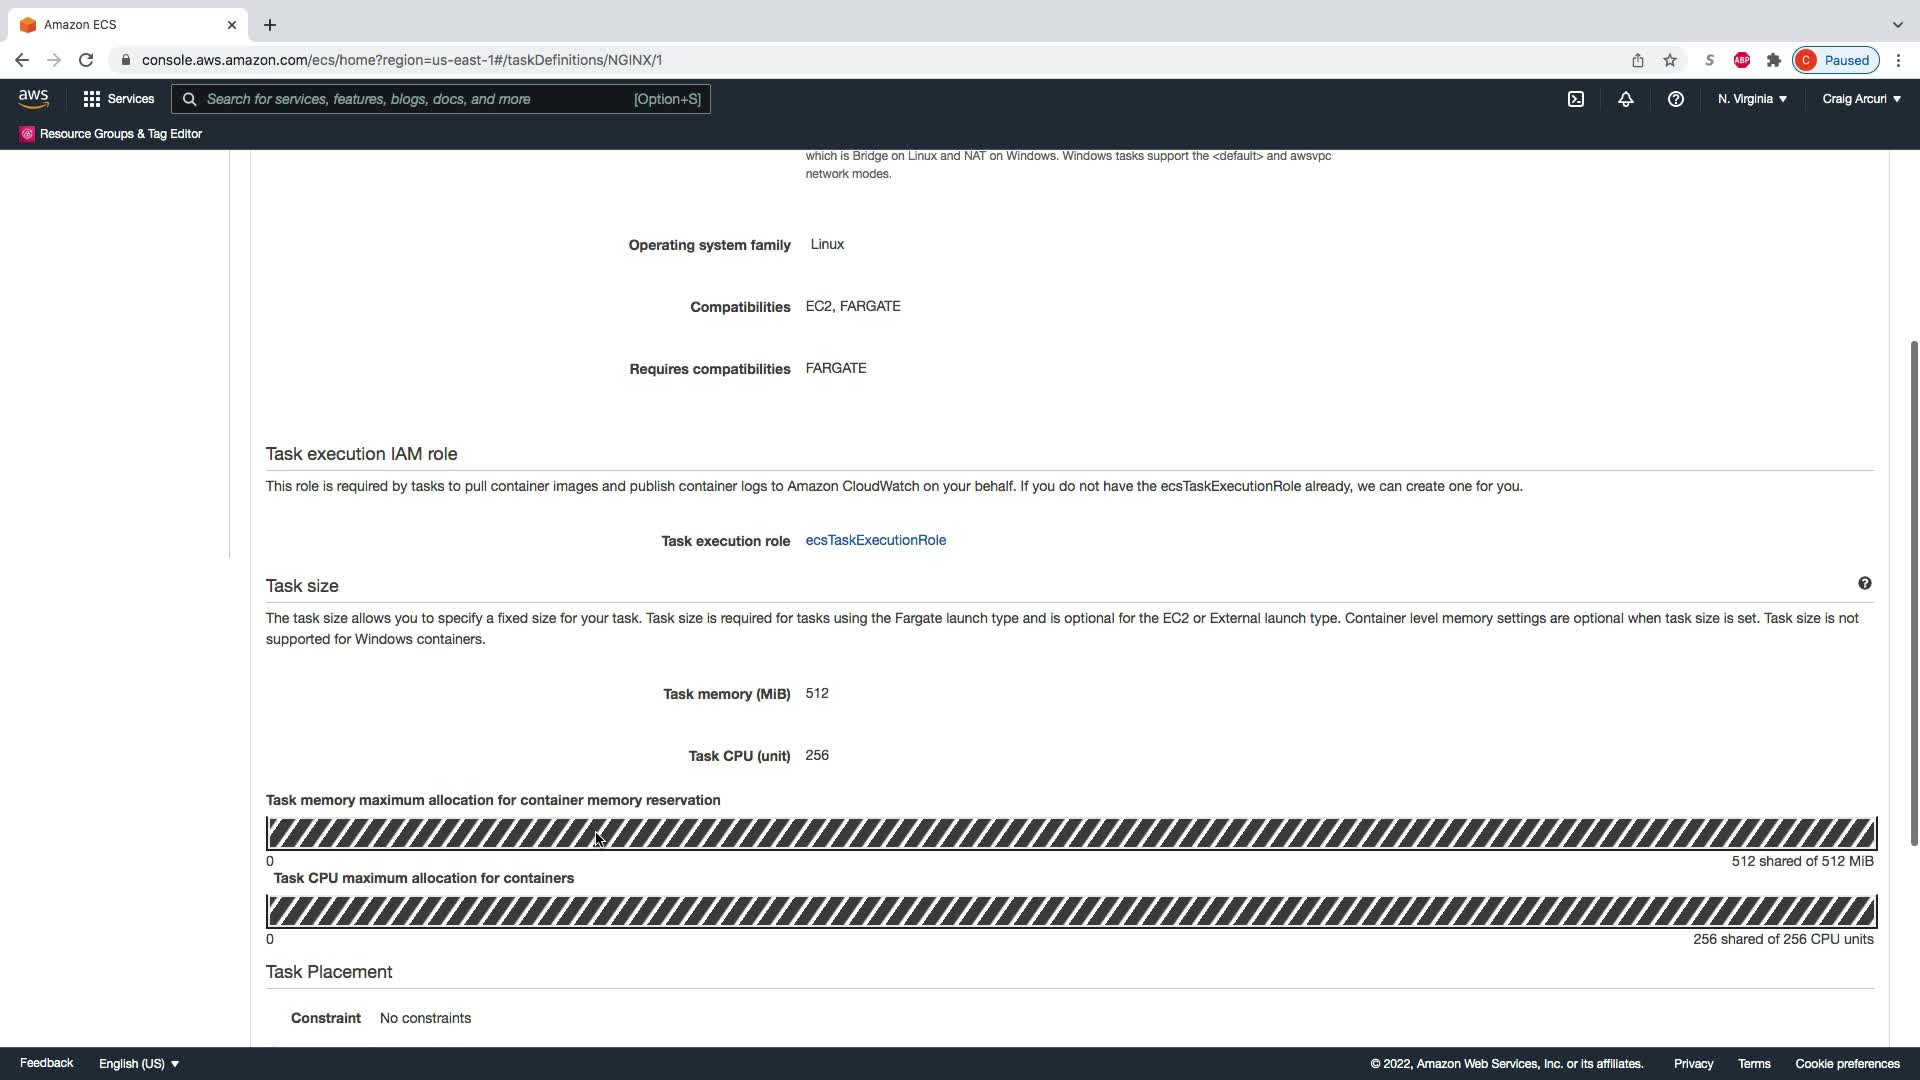 Amazon ECS
console.aws.amazon.com/ecs/home?region=us-east-1#/taskDefinitions/NGINX/1
S
ABP
C Paused
aws
Services
Search for services, features, blogs, docs, and more [Option+S]
N. Virginia
Craig Arcuri
Resource Groups & Tag Editor
which is Bridge on Linux and NAT on Windows. Windows tasks support the <default> and awsvpc
network modes.
Operating system family Linux
Compatibilities EC2, FARGATE
Requires compatibilities FARGATE
Task execution IAM role
This role is required by tasks to pull container images and publish container logs to Amazon CloudWatch on your behalf. If you do not have the ecsTaskExecutionRole already, we can create one for you.
Task execution role ecsTaskExecutionRole
Task size
The task size allows you to specify a fixed size for your task. Task size is required for tasks using the Fargate launch type and is optional for the EC2 or External launch type. Container level memory settings are optional when task size is set. Task size is not
supported for Windows containers.
Task memory (MiB) 512
Task CPU (unit) 256
Task memory maximum allocation for container memory reservation
0 512 shared of 512 MiB
Task CPU maximum allocation for containers
0 256 shared of 256 CPU units
Task Placement
Constraint No constraints
Feedback English (US) © 2022, Amazon Web Services, Inc. or its affiliates. Privacy Terms Cookie preferences